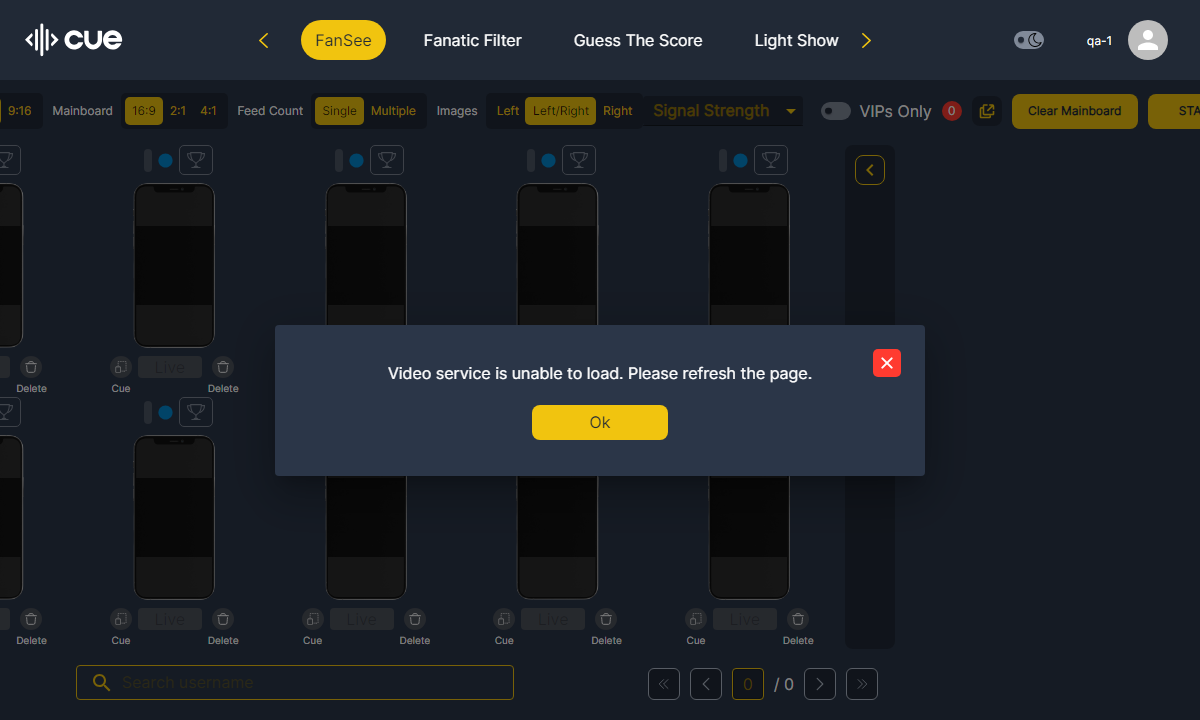 cue
FanSee
Fanatic Filter
Guess The Score
Light Show
qa-1
9:16
Mainboard
16:9
2:1
4:1
Feed Count
Single
Multiple
Images
Left
Left/Right
Right
Signal Strength
VIPs Only
0
Clear Mainboard
STA
Video service is unable to load. Please refresh the page.
Ok
Delete
Cue
Live
Delete
Delete
Cue
Live
Delete
Cue
Live
Delete
Cue
Live
Delete
Cue
Live
Delete
Search username
0
/ 0